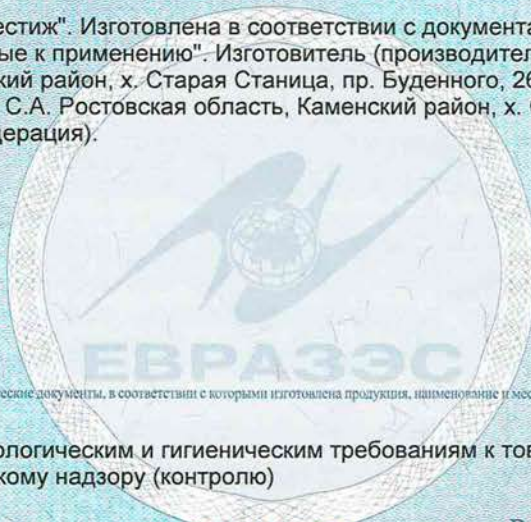 естиж". Изготовлена в соответствии с документа
ые к применению". Изготовитель (производител
кий район, х. Старая Станица, пр. Буденного, 26
С.А. Ростовская область, Каменский район, х.
дерация).
ЕВРАЗЭС
еские документы, в соответствии с которыми изготовлена продукция, наименование и мес
ологическим и гигиеническим требованиям к тов
кому надзору (контролю)